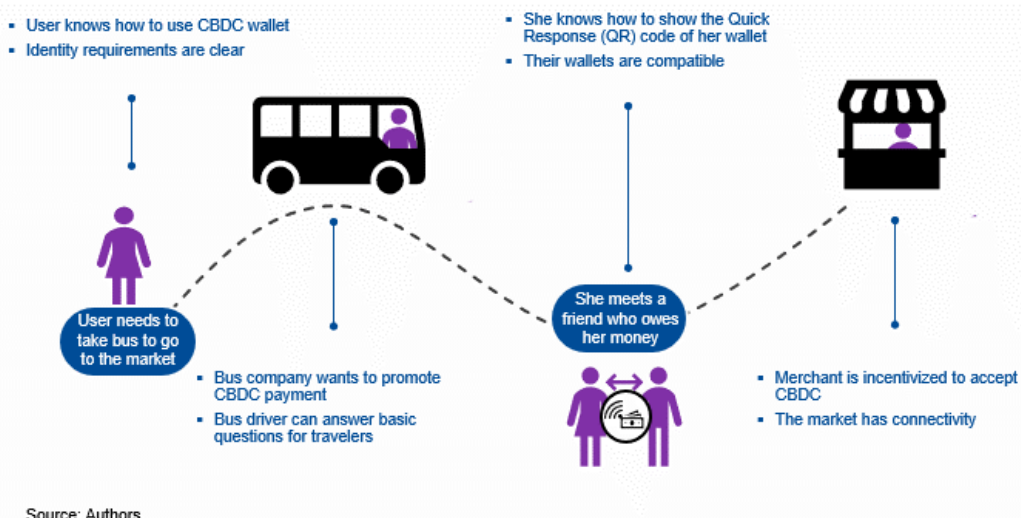 ▪ User knows how to use CBDC wallet
▪ Identity requirements are clear
▪ She knows how to show the Quick
Response (QR) code of her wallet
▪ Their wallets are compatible
User needs to
take bus to go
to the market
▪ Bus company wants to promote
CBDC payment
▪ Bus driver can answer basic
questions for travelers
She meets a
friend who owes
her money
▪ Merchant is incentivized to accept
CBDC
▪ The market has connectivity
Source: Authors